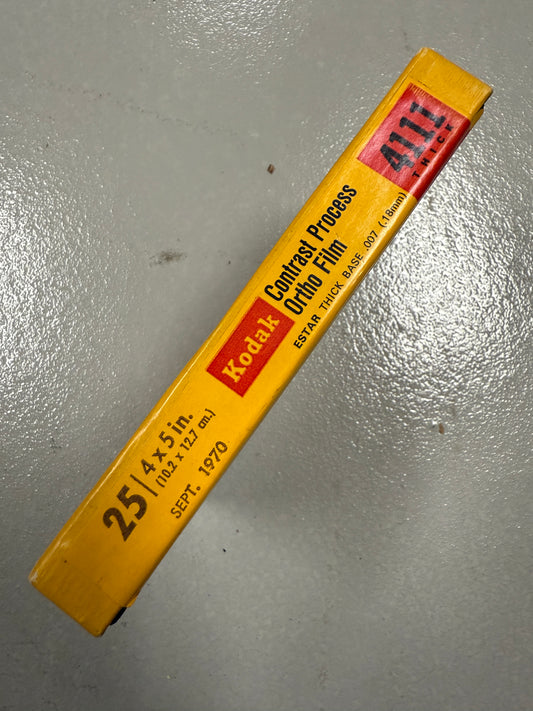 25 | 4 x 5 in.
(10.2 x 12.7 cm.)
SEPT. 1970
Kodak
Contrast Process
Ortho Film
ESTAR THICK BASE .007 (.18mm)
4111
THICK